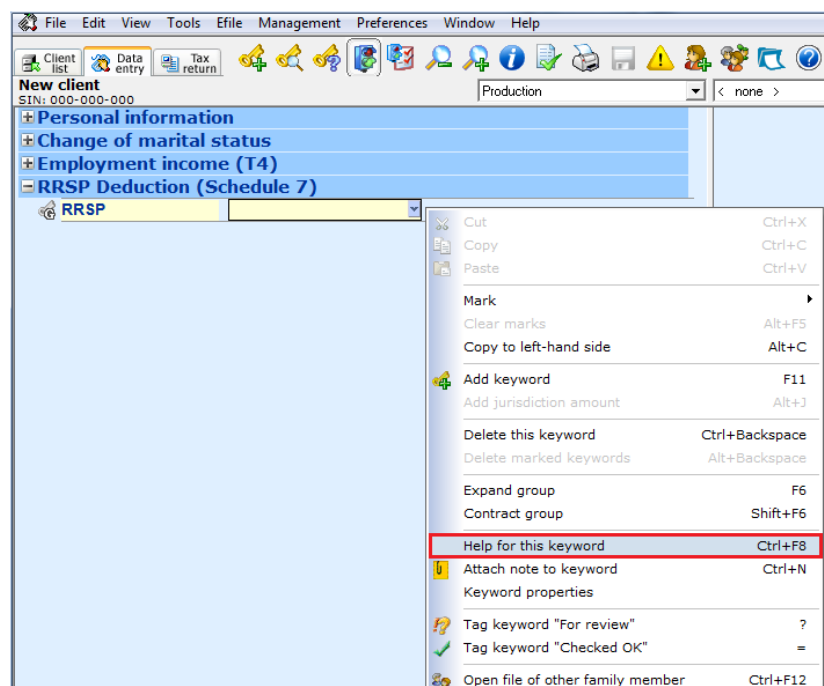 File Edit View Tools Efile Management Preferences Window Help
Client list Data entry Tax return
New client
SIN: 000-000-000
Production < none >
Personal information
Change of marital status
Employment income (T4)
RRSP Deduction (Schedule 7)
RRSP
Cut Ctrl+X
Copy Ctrl+C
Paste Ctrl+V
Mark
Clear marks Alt+F5
Copy to left-hand side Alt+C
Add keyword F11
Add jurisdiction amount Alt+J
Delete this keyword Ctrl+Backspace
Delete marked keywords Alt+Backspace
Expand group F6
Contract group Shift+F6
Help for this keyword Ctrl+F8
Attach note to keyword Ctrl+N
Keyword properties
Tag keyword "For review" ?
Tag keyword "Checked OK" =
Open file of other family member Ctrl+F12